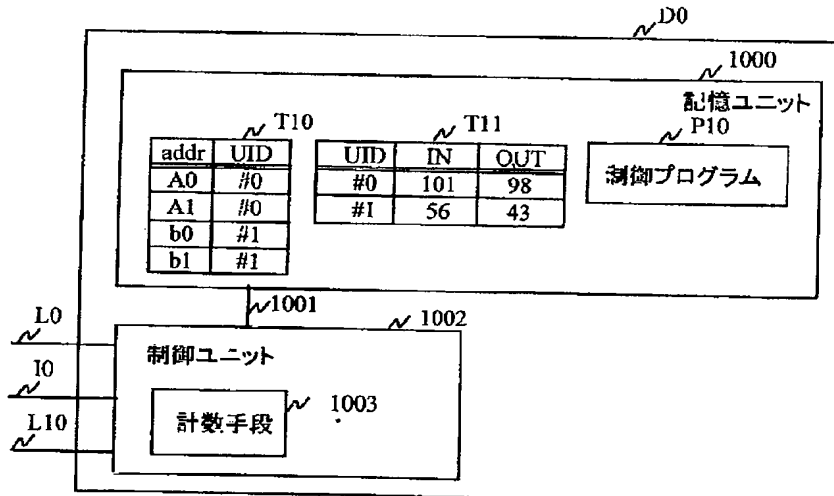 D0
1000
記憶ユニット
T10
T11
P10
addr UID
A0 #0
A1 #0
b0 #1
b1 #1
UID IN OUT
#0 101 98
#1 56 43
制御プログラム
1001
1002
L0
I0
L10
制御ユニット
計数手段
1003